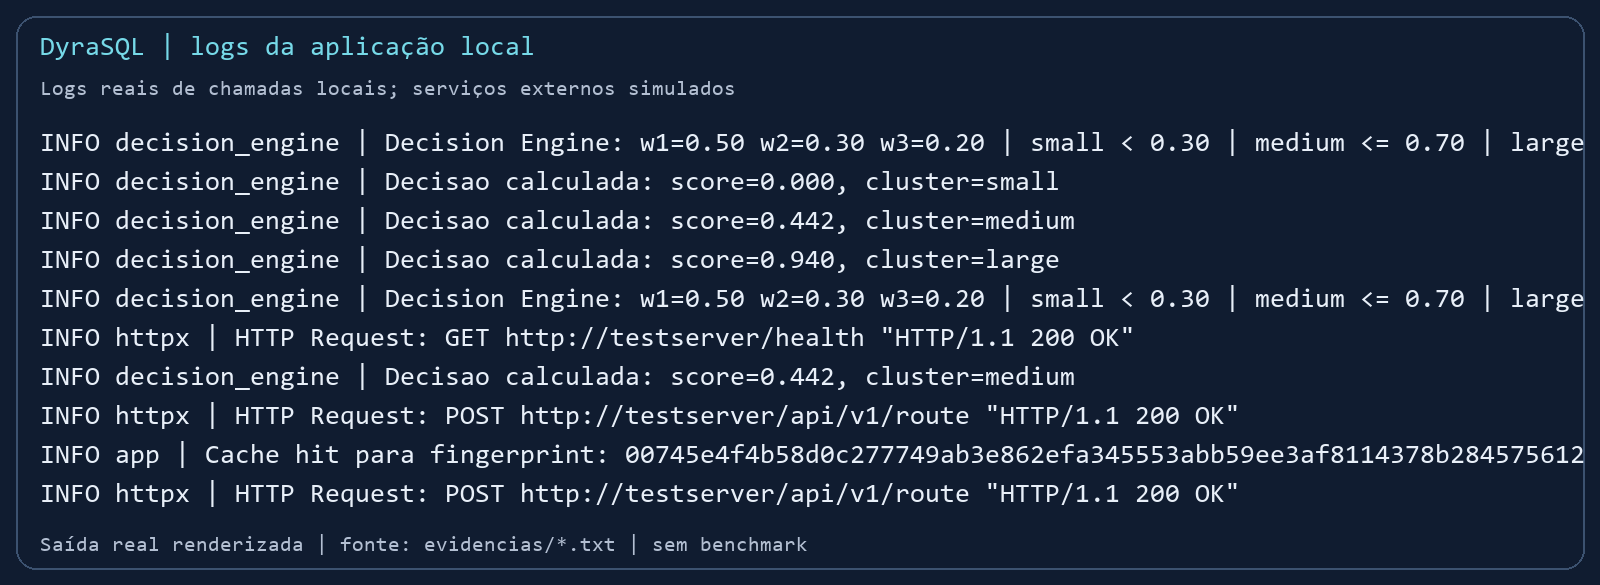 DyraSQL | logs da aplicação local
Logs reais de chamadas locais; serviços externos simulados
INFO decision_engine | Decision Engine: w1=0.50 w2=0.30 w3=0.20 | small < 0.30 | medium <= 0.70 | large
INFO decision_engine | Decisao calculada: score=0.000, cluster=small
INFO decision_engine | Decisao calculada: score=0.442, cluster=medium
INFO decision_engine | Decisao calculada: score=0.940, cluster=large
INFO decision_engine | Decision Engine: w1=0.50 w2=0.30 w3=0.20 | small < 0.30 | medium <= 0.70 | large
INFO httpx | HTTP Request: GET http://testserver/health "HTTP/1.1 200 OK"
INFO decision_engine | Decisao calculada: score=0.442, cluster=medium
INFO httpx | HTTP Request: POST http://testserver/api/v1/route "HTTP/1.1 200 OK"
INFO app | Cache hit para fingerprint: 00745e4f4b58d0c277749ab3e862efa345553abb59ee3af8114378b284575612
INFO httpx | HTTP Request: POST http://testserver/api/v1/route "HTTP/1.1 200 OK"
Saída real renderizada | fonte: evidencias/*.txt | sem benchmark